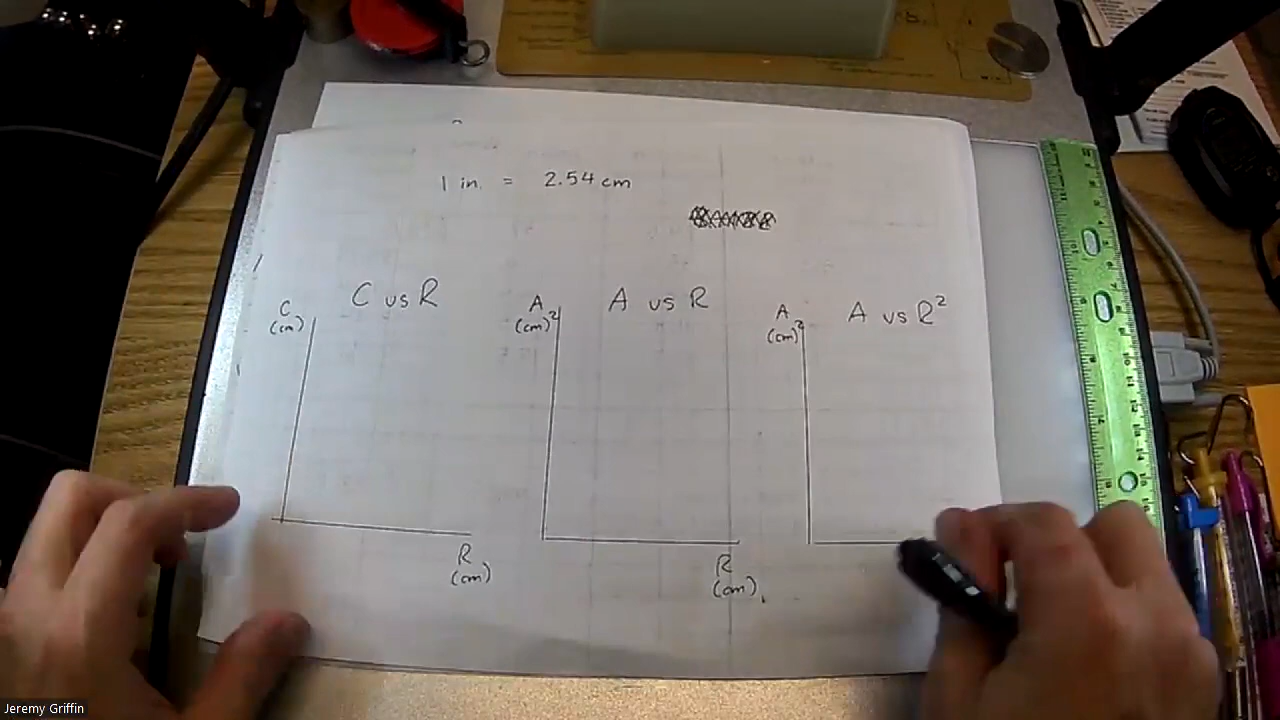 1 in. = 2.54 cm
C vs R
C
(cm)
R
(cm)
A vs R
A
(cm)²
R
(cm)
A vs R²
A
(cm)²
Jeremy Griffin